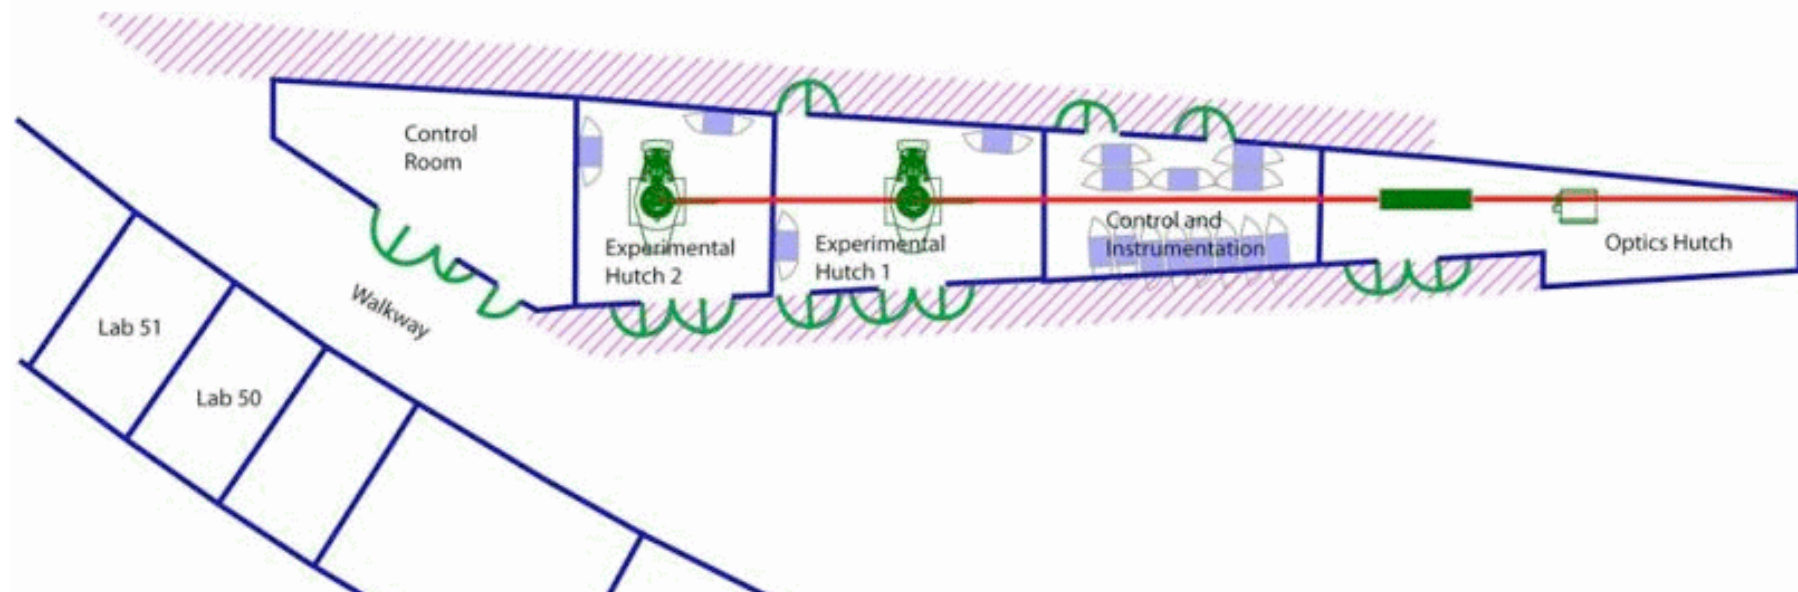 Control
Room
Experimental
Hutch 2
Experimental
Hutch 1
Control and
Instrumentation
Optics Hutch
Walkway
Lab 51
Lab 50